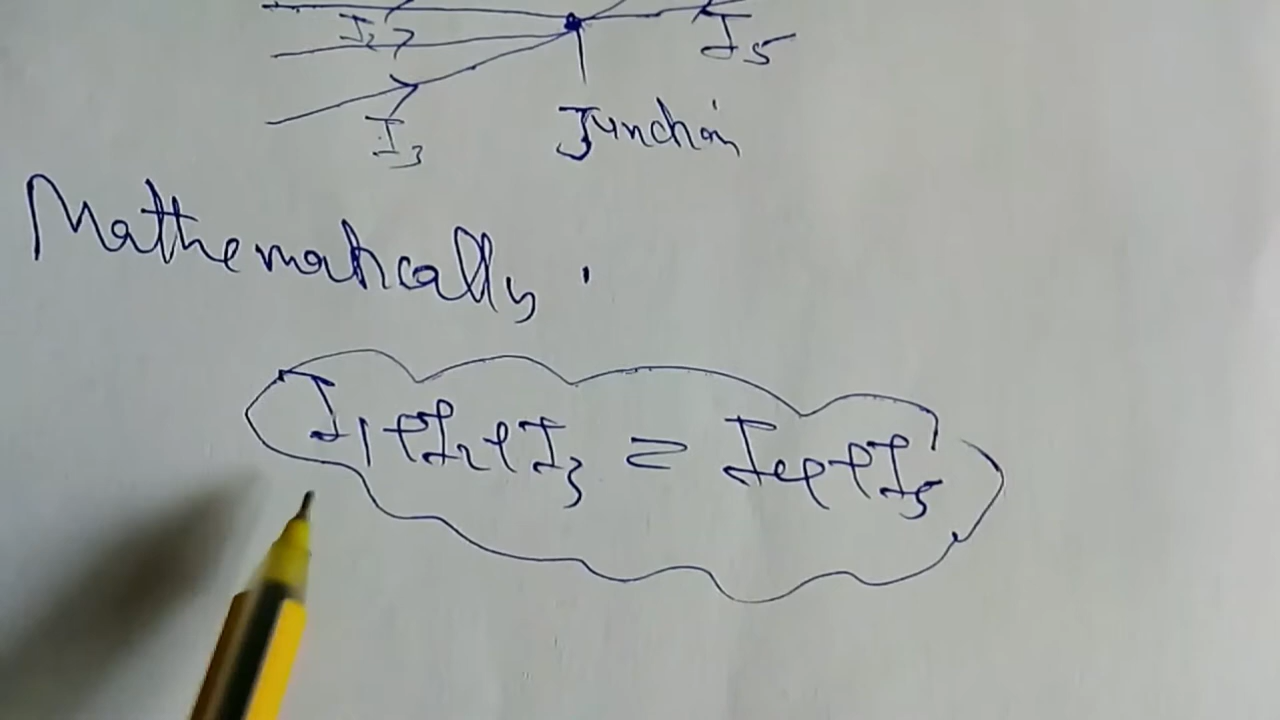 I₂
I₅
I₃
Junction
Mathematically :
I₁+I₂+I₃ = I₄+I₅